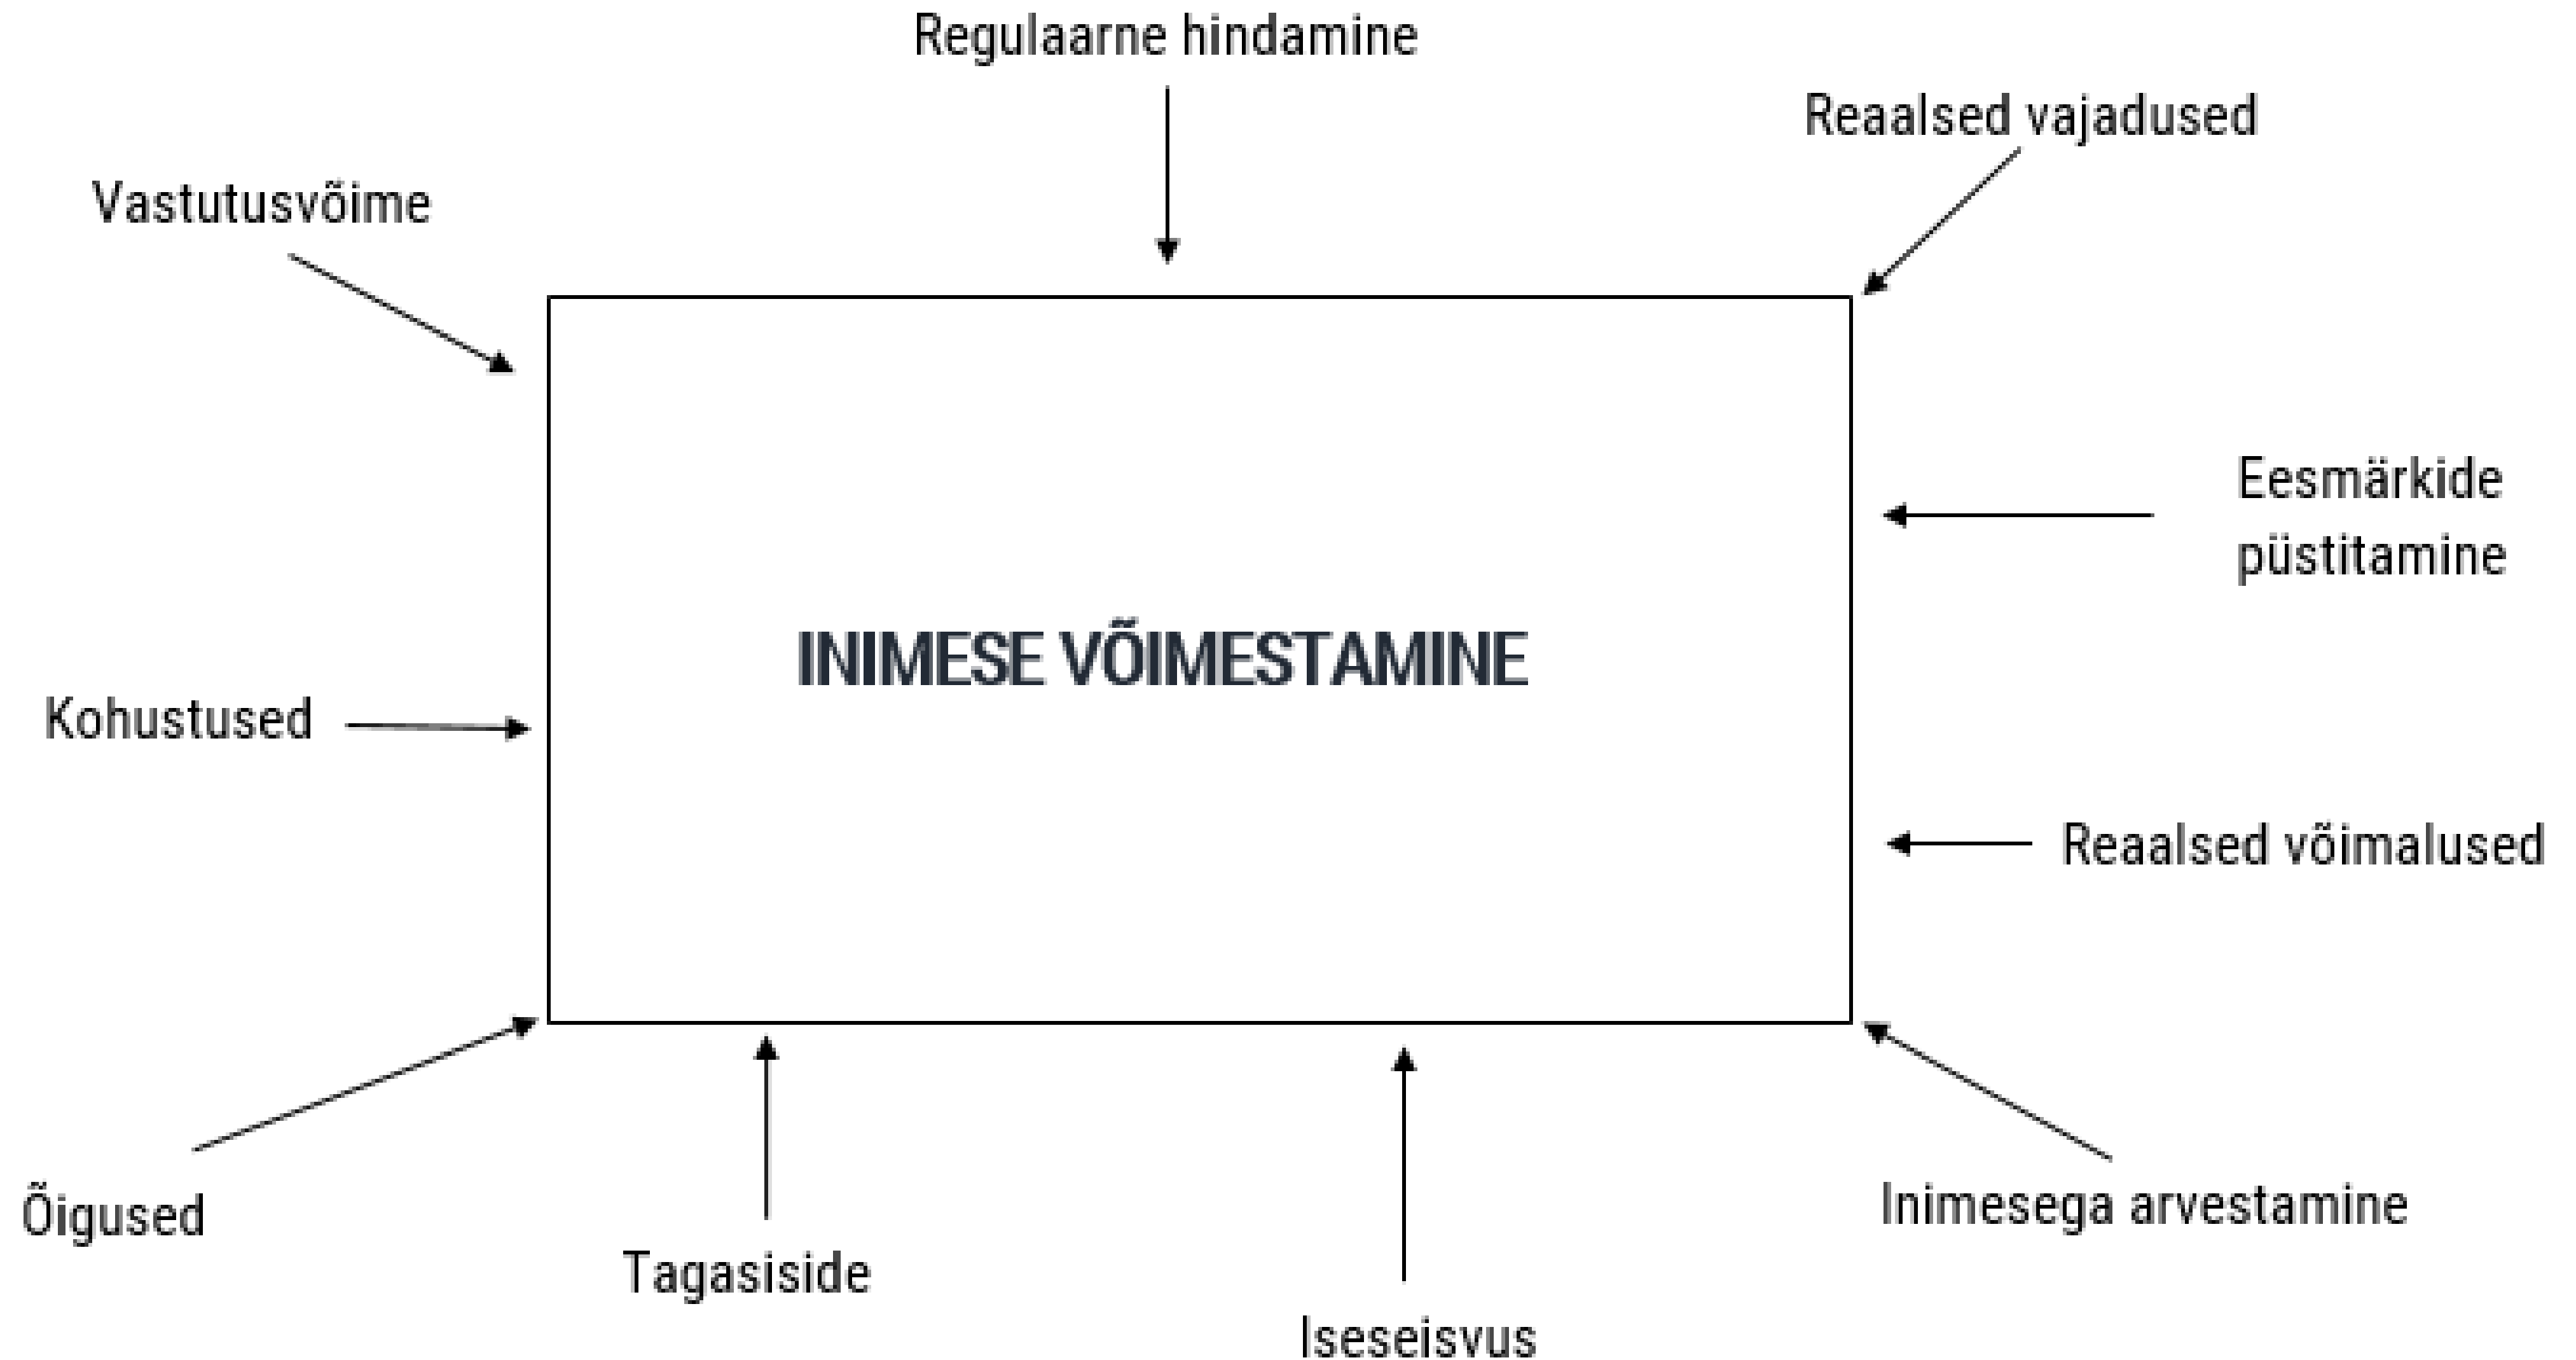 Regulaarne hindamine
Reaalsed vajadused
Vastutusvõime
Eesmärkide
püstitamine
INIMESE VÕIMESTAMINE
Kohustused
Reaalsed võimalused
Õigused
Inimesega arvestamine
Tagasiside
Iseseisvus